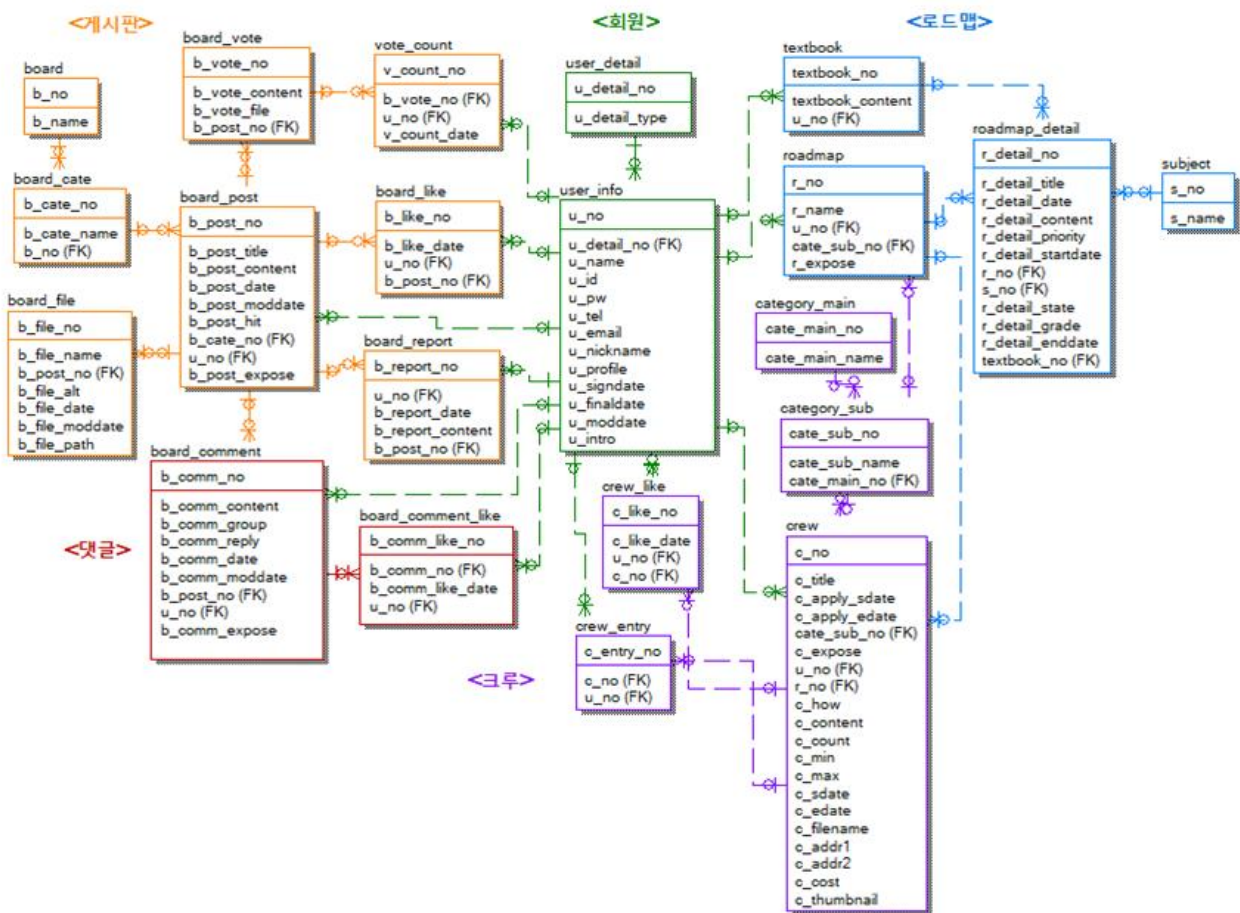 <게시판>
board
b_no
b_name
board_vote
b_vote_no
b_vote_content
b_vote_file
b_post_no (FK)
vote_count
v_count_no
b_vote_no (FK)
u_no (FK)
v_count_date
board_cate
b_cate_no
b_cate_name
b_no (FK)
board_post
b_post_no
b_post_title
b_post_content
b_post_date
b_post_moddate
b_post_hit
b_cate_no (FK)
u_no (FK)
b_post_expose
board_like
b_like_no
b_like_date
u_no (FK)
b_post_no (FK)
board_file
b_file_no
b_file_name
b_post_no (FK)
b_file_alt
b_file_date
b_file_moddate
b_file_path
board_report
b_report_no
u_no (FK)
b_report_date
b_report_content
b_post_no (FK)
<댓글>
board_comment
b_comm_no
b_comm_content
b_comm_group
b_comm_reply
b_comm_date
b_comm_moddate
b_post_no (FK)
u_no (FK)
b_comm_expose
board_comment_like
b_comm_like_no
b_comm_no (FK)
b_comm_like_date
u_no (FK)
<회원>
user_detail
u_detail_no
u_detail_type
user_info
u_no
u_detail_no (FK)
u_name
u_id
u_pw
u_tel
u_email
u_nickname
u_profile
u_signdate
u_finaldate
u_moddate
u_intro
<로드맵>
textbook
textbook_no
textbook_content
u_no (FK)
roadmap
r_no
r_name
u_no (FK)
cate_sub_no (FK)
r_expose
roadmap_detail
r_detail_no
r_detail_title
r_detail_date
r_detail_content
r_detail_priority
r_detail_startdate
r_no (FK)
s_no (FK)
r_detail_state
r_detail_grade
r_detail_enddate
textbook_no (FK)
subject
s_no
s_name
category_main
cate_main_no
cate_main_name
category_sub
cate_sub_no
cate_sub_name
cate_main_no (FK)
<크루>
crew_like
c_like_no
c_like_date
u_no (FK)
c_no (FK)
crew_entry
c_entry_no
c_no (FK)
u_no (FK)
crew
c_no
c_title
c_apply_sdate
c_apply_edate
cate_sub_no (FK)
c_expose
u_no (FK)
r_no (FK)
c_how
c_content
c_count
c_min
c_max
c_sdate
c_edate
c_filename
c_addr1
c_addr2
c_cost
c_thumbnail